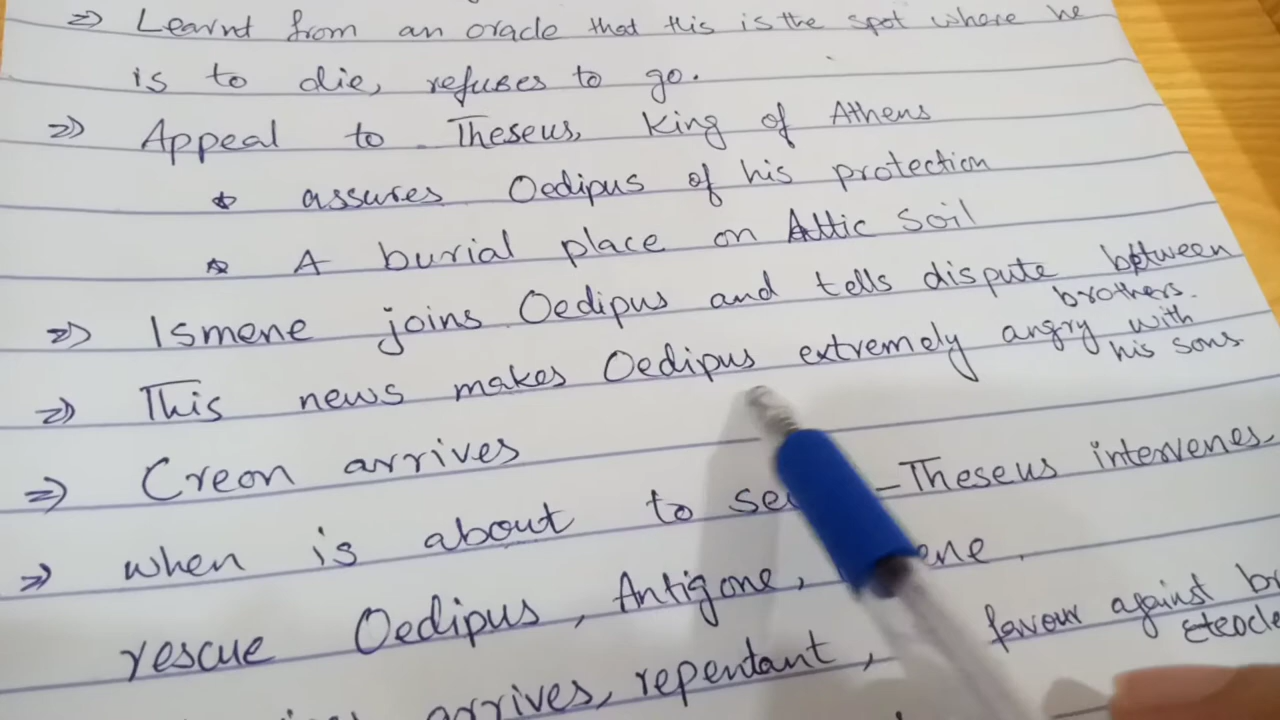 => Learnt from an oracle that this is the spot where he
is to die, refuses to go.
=> Appeal to Theseus, King of Athens
* assures Oedipus of his protection
* A burial place on Attic Soil
=> Ismene joins Oedipus and tells dispute between
brothers.
=> This news makes Oedipus extremely angry with
his sons.
=> Creon arrives
=> when is about to - Theseus intervenes,
rescue Oedipus, Antigone,
arrives, repentant, favour against